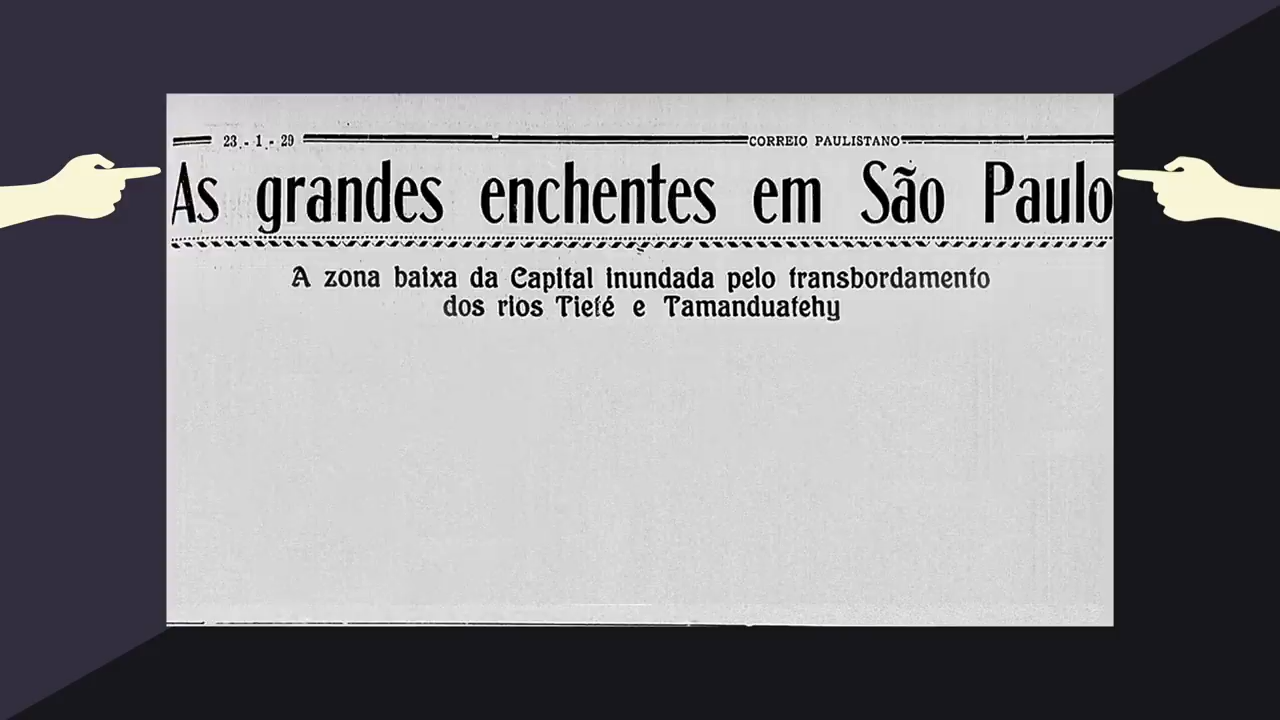 23 - 1 - 29
CORREIO PAULISTANO
As grandes enchentes em São Paulo
A zona baixa da Capital inundada pelo transbordamento
dos rios Tieté e Tamanduatehy